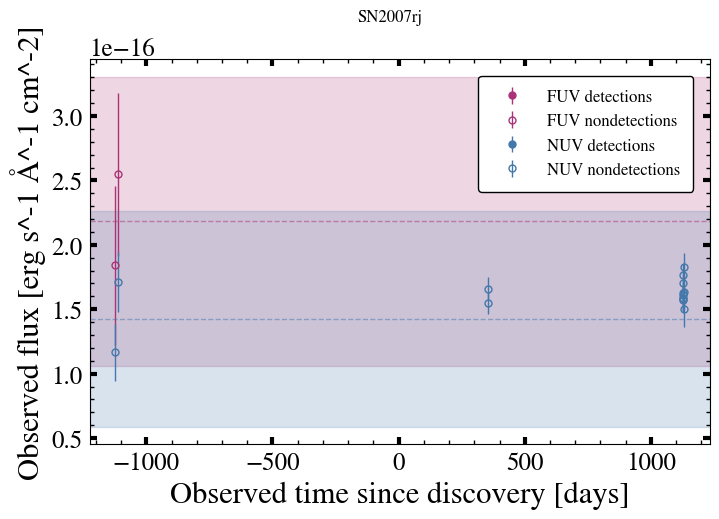 SN2007rj
1e−16
Observed flux [erg s^-1 Å^-1 cm^-2]
3.0
2.5
2.0
1.5
1.0
0.5
FUV detections
FUV nondetections
NUV detections
NUV nondetections
−1000
−500
0
500
1000
Observed time since discovery [days]